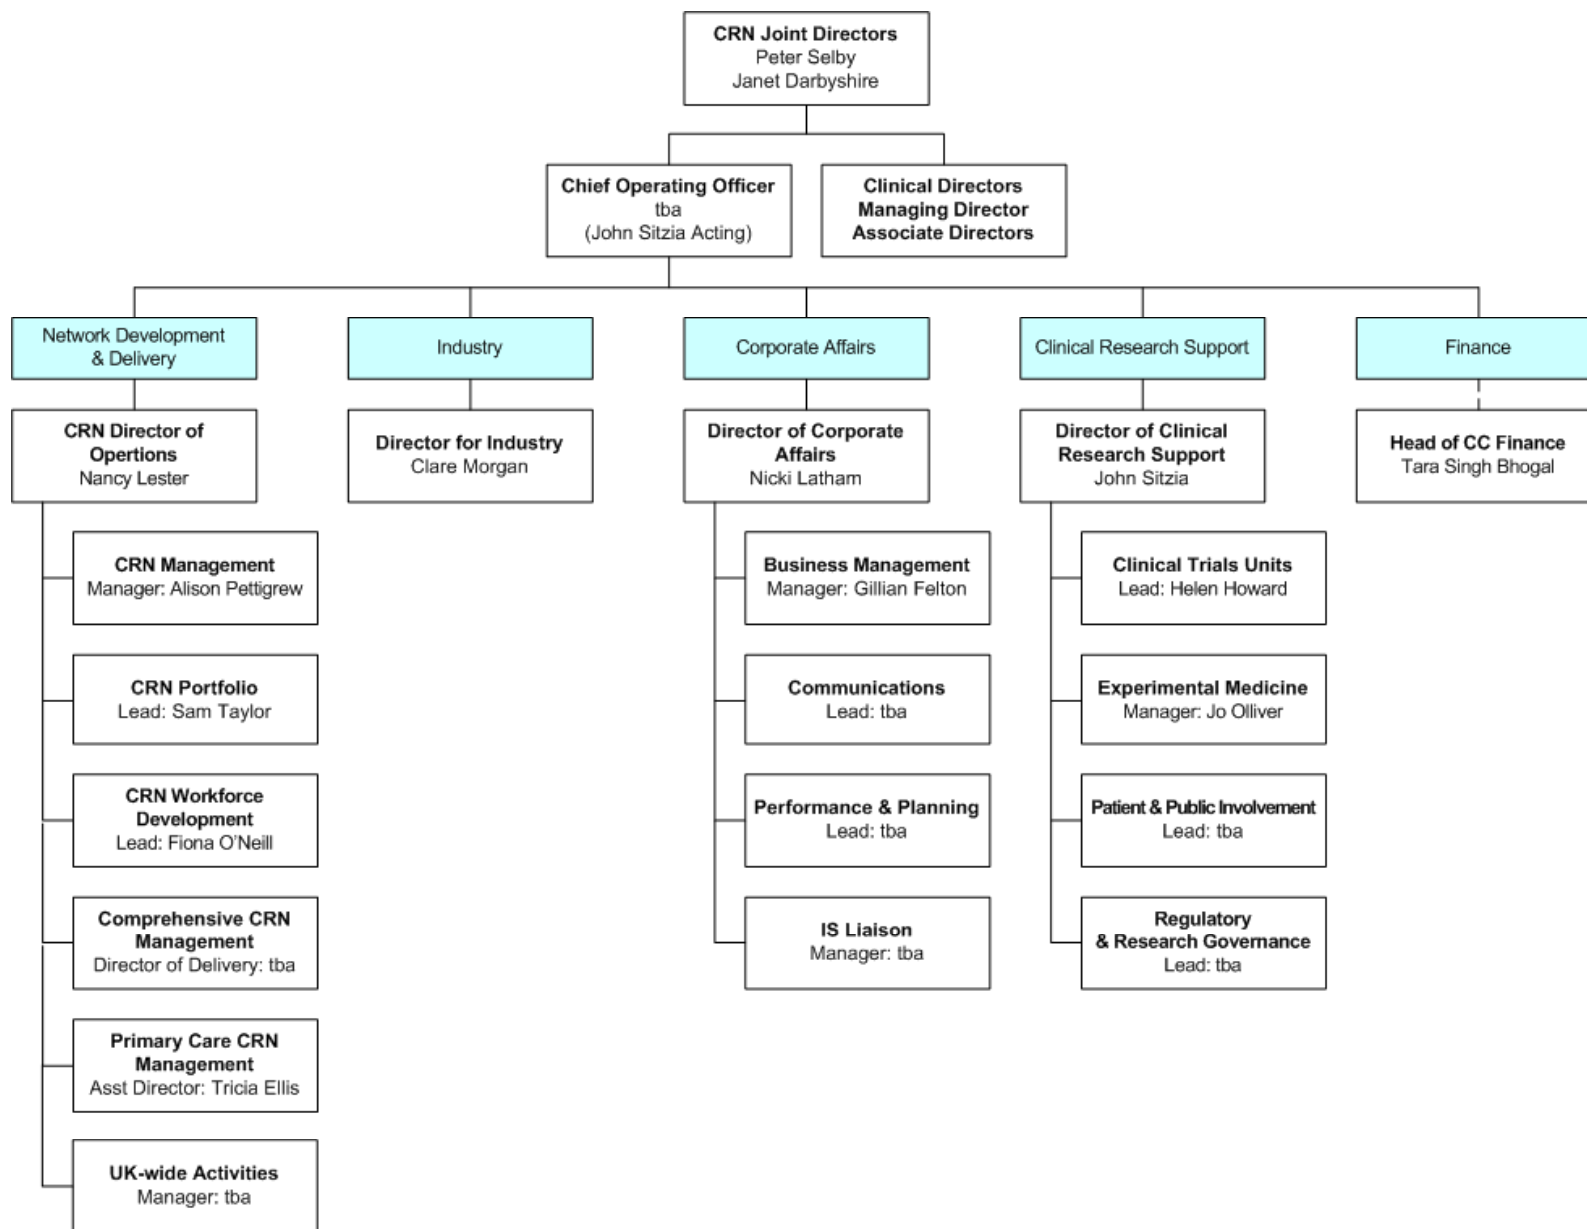 CRN Joint Directors
Peter Selby
Janet Darbyshire
Chief Operating Officer
tba
(John Sitzia Acting)
Clinical Directors
Managing Director
Associate Directors
Network Development
& Delivery
Industry
Corporate Affairs
Clinical Research Support
Finance
CRN Director of
Opertions
Nancy Lester
Director for Industry
Clare Morgan
Director of Corporate
Affairs
Nicki Latham
Director of Clinical
Research Support
John Sitzia
Head of CC Finance
Tara Singh Bhogal
CRN Management
Manager: Alison Pettigrew
CRN Portfolio
Lead: Sam Taylor
CRN Workforce
Development
Lead: Fiona O’Neill
Comprehensive CRN
Management
Director of Delivery: tba
Primary Care CRN
Management
Asst Director: Tricia Ellis
UK-wide Activities
Manager: tba
Business Management
Manager: Gillian Felton
Communications
Lead: tba
Performance & Planning
Lead: tba
IS Liaison
Manager: tba
Clinical Trials Units
Lead: Helen Howard
Experimental Medicine
Manager: Jo Olliver
Patient & Public Involvement
Lead: tba
Regulatory
& Research Governance
Lead: tba